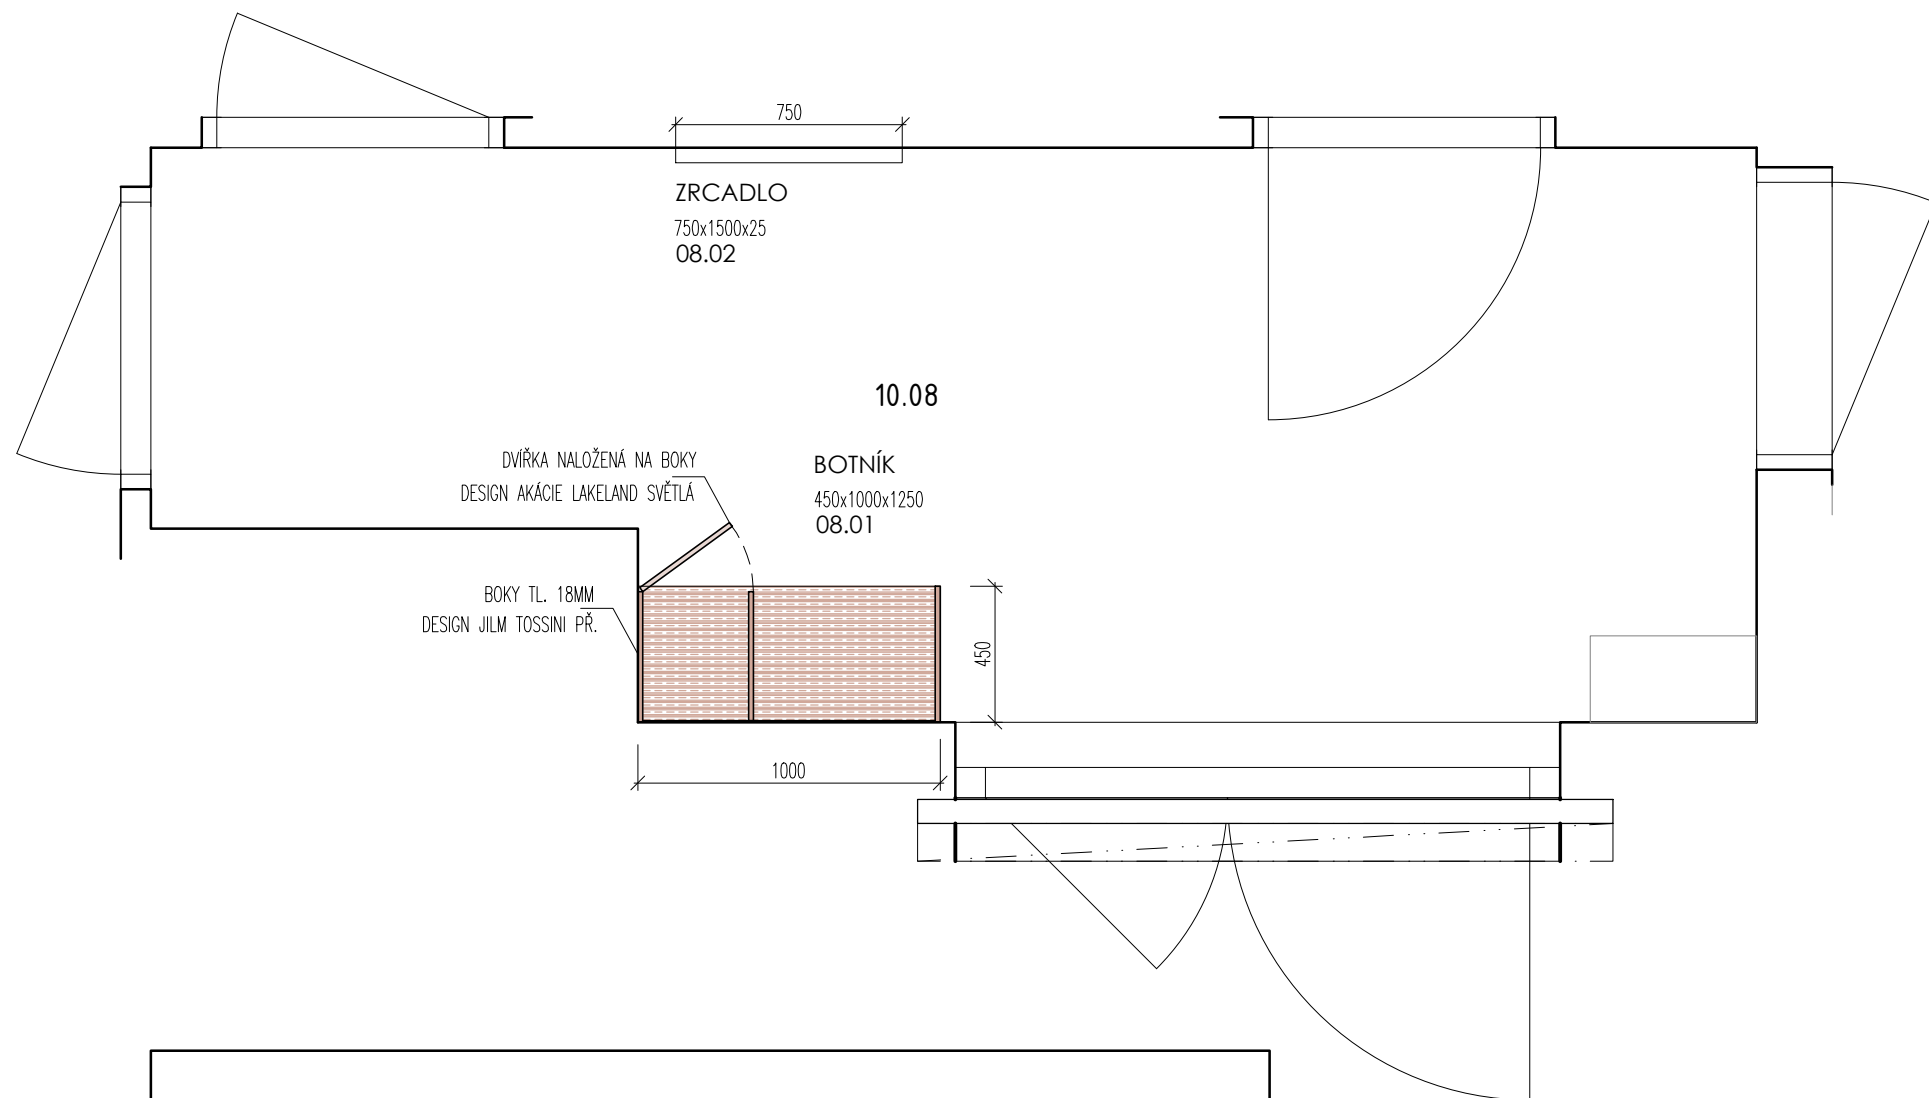 750
ZRCADLO
750x1500x25
08.02
10.08
DVÍŘKA NALOŽENÁ NA BOKY
DESIGN AKÁCIE LAKELAND SVĚTLÁ
BOTNÍK
450x1000x1250
08.01
BOKY TL. 18MM
DESIGN JILM TOSSINI PŘ.
450
1000